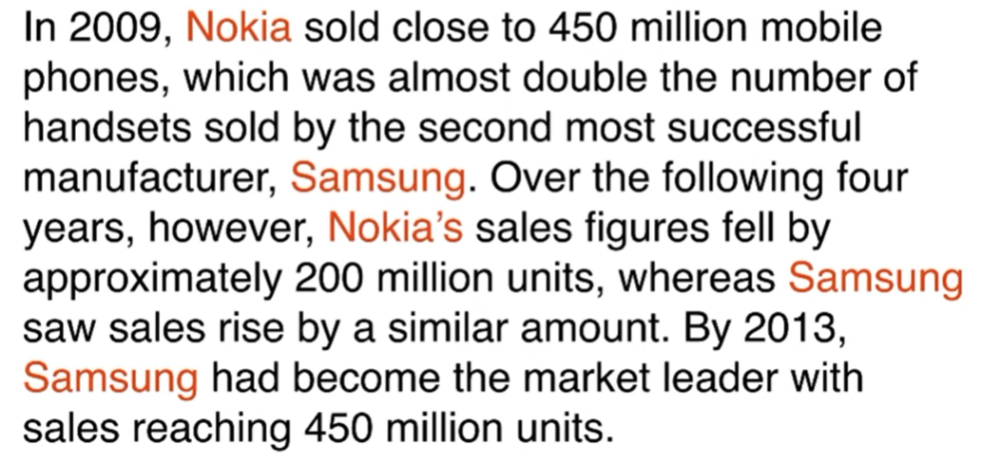 In 2009, Nokia sold close to 450 million mobile
phones, which was almost double the number of
handsets sold by the second most successful
manufacturer, Samsung. Over the following four
years, however, Nokia’s sales figures fell by
approximately 200 million units, whereas Samsung
saw sales rise by a similar amount. By 2013,
Samsung had become the market leader with
sales reaching 450 million units.